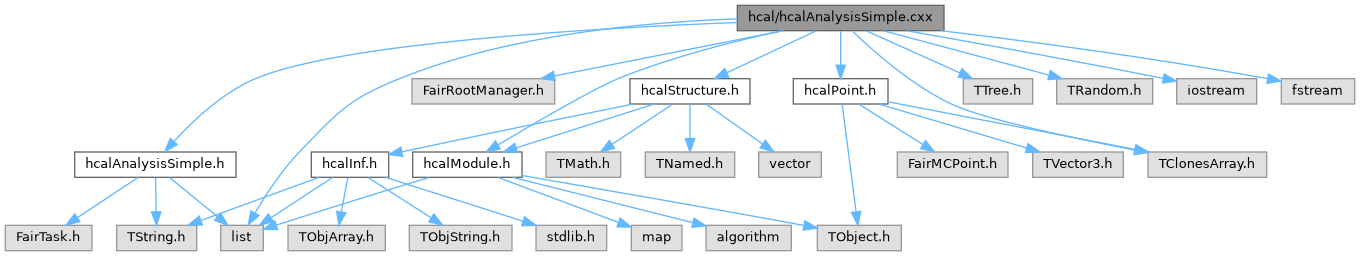 hcal/hcalAnalysisSimple.cxx
FairRootManager.h
hcalStructure.h
hcalPoint.h
TTree.h
TRandom.h
iostream
fstream
hcalAnalysisSimple.h
hcalInf.h
hcalModule.h
TMath.h
TNamed.h
vector
FairMCPoint.h
TVector3.h
TClonesArray.h
FairTask.h
TString.h
list
TObjArray.h
TObjString.h
stdlib.h
map
algorithm
TObject.h